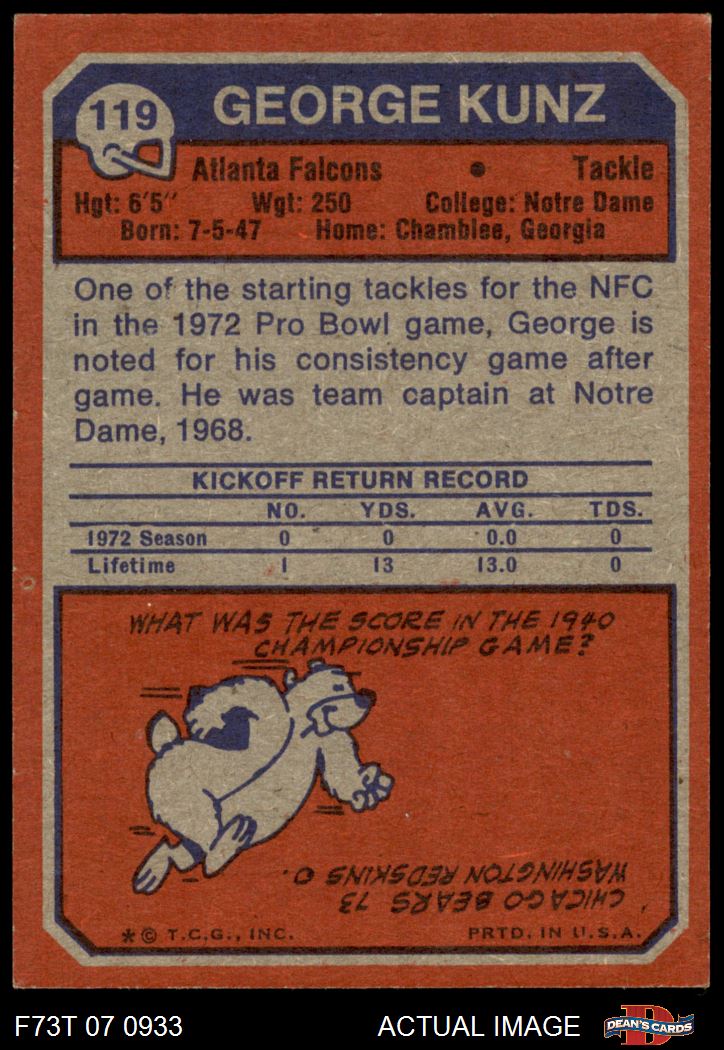 119
GEORGE KUNZ
Atlanta Falcons • Tackle
Hgt: 6'5" Wgt: 250 College: Notre Dame
Born: 7-5-47 Home: Chamblee, Georgia
One of the starting tackles for the NFC
in the 1972 Pro Bowl game, George is
noted for his consistency game after
game. He was team captain at Notre
Dame, 1968.
KICKOFF RETURN RECORD
NO. YDS. AVG. TDS.
1972 Season 0 0 0.0 0
Lifetime 1 13 13.0 0
WHAT WAS THE SCORE IN THE 1940
CHAMPIONSHIP GAME?
CHICAGO BEARS 73,
WASHINGTON REDSKINS 0.
* © T.C.G., INC. PRTD. IN U.S.A.
F73T 07 0933 ACTUAL IMAGE
D
DEAN'S CARDS